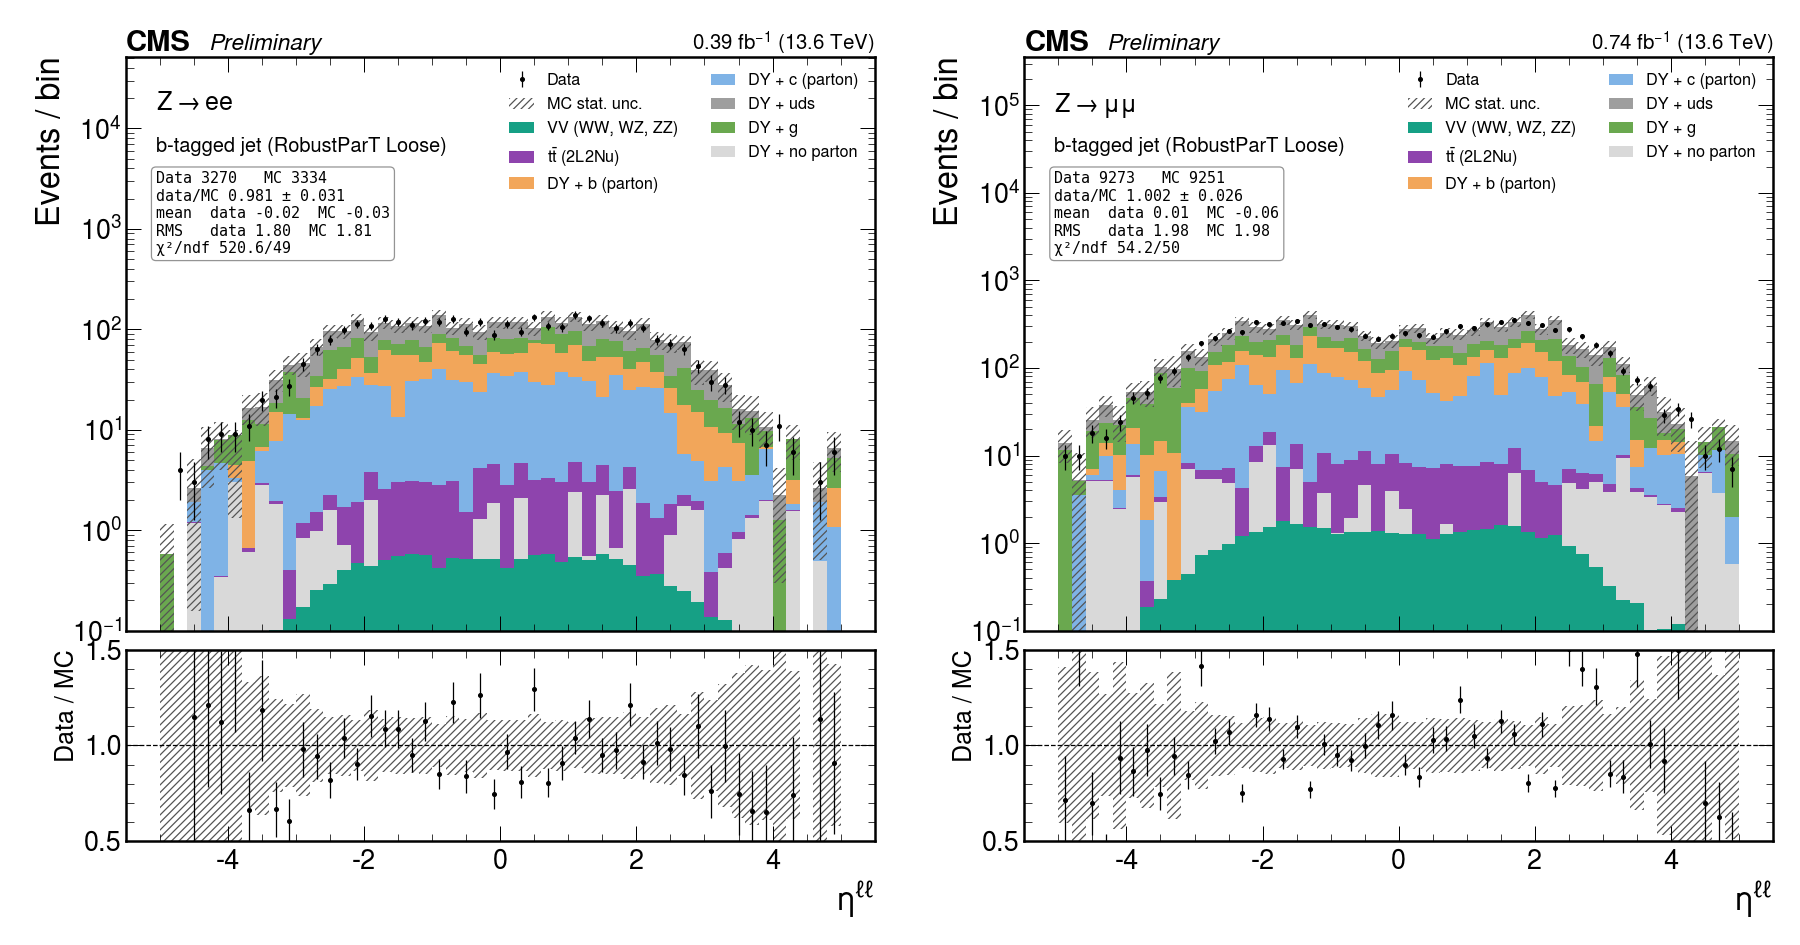 CMS Preliminary 0.39 fb⁻¹ (13.6 TeV)
Events / bin
Z → ee
b-tagged jet (RobustParT Loose)
Data 3270 MC 3334
data/MC 0.981 ± 0.031
mean data -0.02 MC -0.03
RMS data 1.80 MC 1.81
χ²/ndf 520.6/49
Data
MC stat. unc.
VV (WW, WZ, ZZ)
tt̄ (2L2Nu)
DY + b (parton)
DY + c (parton)
DY + uds
DY + g
DY + no parton
10⁴
10³
10²
10¹
10⁰
10⁻¹
Data / MC
1.5
1.0
0.5
-4 -2 0 2 4
η^ℓℓ
CMS Preliminary 0.74 fb⁻¹ (13.6 TeV)
Events / bin
Z → μμ
b-tagged jet (RobustParT Loose)
Data 9273 MC 9251
data/MC 1.002 ± 0.026
mean data 0.01 MC -0.06
RMS data 1.98 MC 1.98
χ²/ndf 54.2/50
Data
MC stat. unc.
VV (WW, WZ, ZZ)
tt̄ (2L2Nu)
DY + b (parton)
DY + c (parton)
DY + uds
DY + g
DY + no parton
10⁵
10⁴
10³
10²
10¹
10⁰
10⁻¹
Data / MC
1.5
1.0
0.5
-4 -2 0 2 4
η^ℓℓ